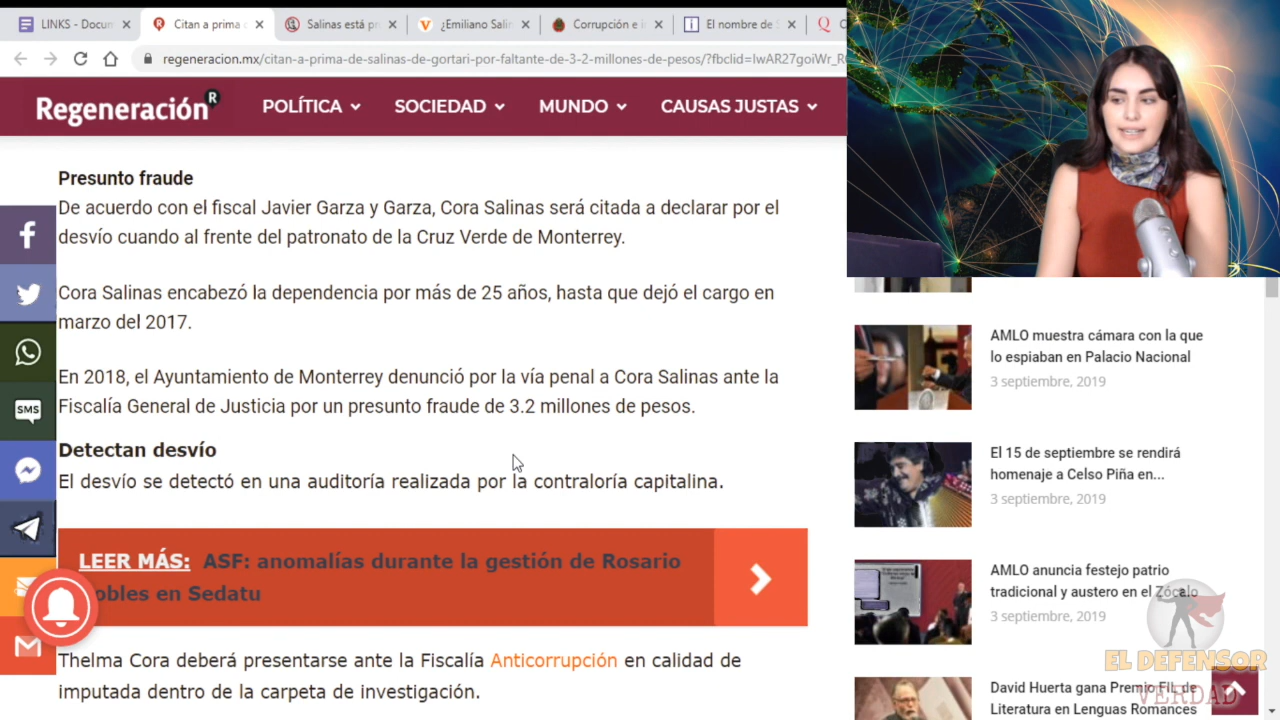 LINKS - Docum
Citan a prima
Salinas está pr
¿Emiliano Salin
Corrupción e i
El nombre de
regeneracion.mx/citan-a-prima-de-salinas-de-gortari-por-faltante-de-3-2-millones-de-pesos/?fbclid=IwAR27goiWr_R
Regeneración R
POLÍTICA
SOCIEDAD
MUNDO
CAUSAS JUSTAS
Presunto fraude
De acuerdo con el fiscal Javier Garza y Garza, Cora Salinas será citada a declarar por el
desvío cuando al frente del patronato de la Cruz Verde de Monterrey.
Cora Salinas encabezó la dependencia por más de 25 años, hasta que dejó el cargo en
marzo del 2017.
En 2018, el Ayuntamiento de Monterrey denunció por la vía penal a Cora Salinas ante la
Fiscalía General de Justicia por un presunto fraude de 3.2 millones de pesos.
Detectan desvío
El desvío se detectó en una auditoría realizada por la contraloría capitalina.
LEER MÁS: ASF: anomalías durante la gestión de Rosario
obles en Sedatu
Thelma Cora deberá presentarse ante la Fiscalía Anticorrupción en calidad de
imputada dentro de la carpeta de investigación.
SMS
AMLO muestra cámara con la que
lo espiaban en Palacio Nacional
3 septiembre, 2019
El 15 de septiembre se rendirá
homenaje a Celso Piña en...
3 septiembre, 2019
AMLO anuncia festejo patrio
tradicional y austero en el Zócalo
3 septiembre, 2019
David Huerta gana Premio FIL de
Literatura en Lenguas Romances
EL DEFENSOR
VERDAD